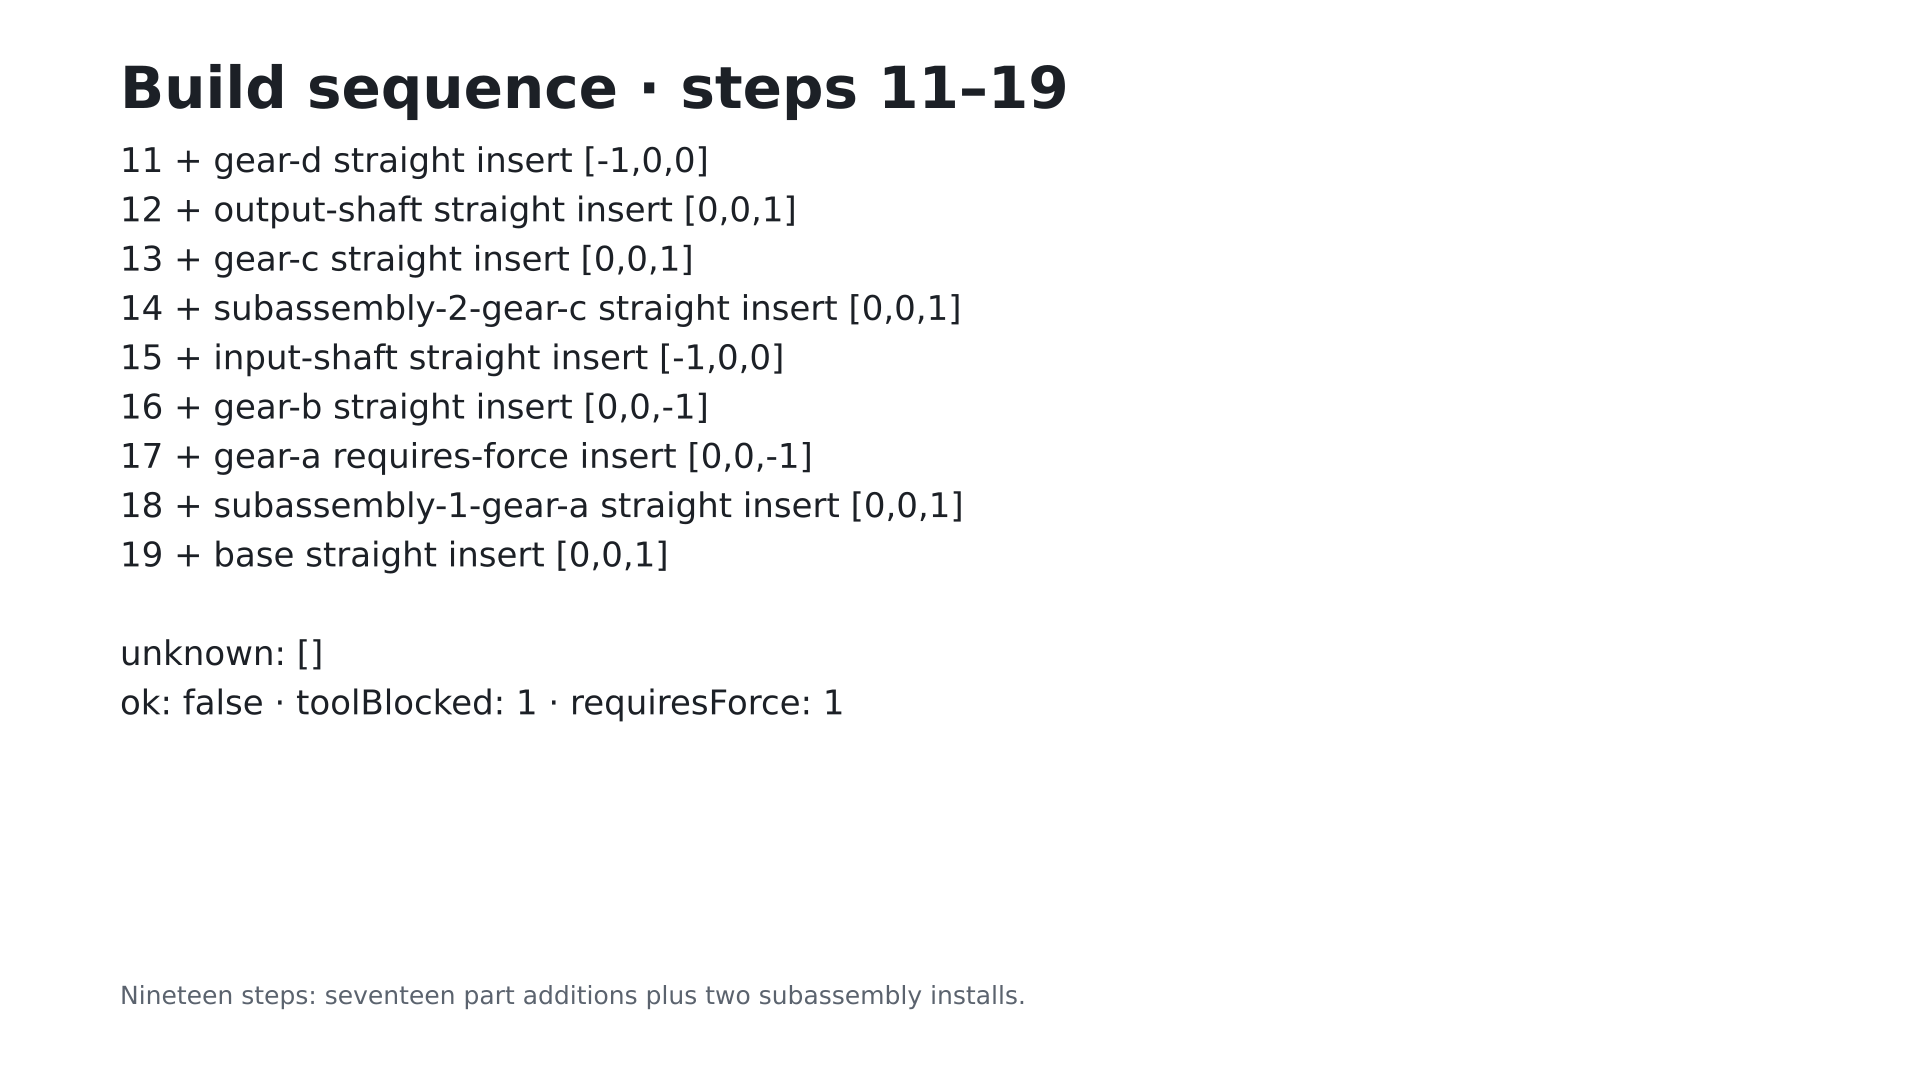 Build sequence · steps 11–19
11 + gear-d straight insert [-1,0,0]
12 + output-shaft straight insert [0,0,1]
13 + gear-c straight insert [0,0,1]
14 + subassembly-2-gear-c straight insert [0,0,1]
15 + input-shaft straight insert [-1,0,0]
16 + gear-b straight insert [0,0,-1]
17 + gear-a requires-force insert [0,0,-1]
18 + subassembly-1-gear-a straight insert [0,0,1]
19 + base straight insert [0,0,1]
unknown: []
ok: false · toolBlocked: 1 · requiresForce: 1
Nineteen steps: seventeen part additions plus two subassembly installs.